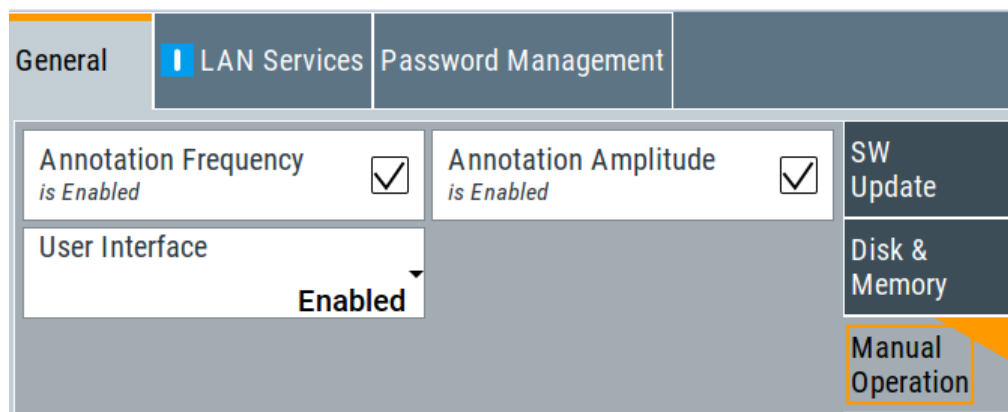 General
LAN Services
Password Management
Annotation Frequency
is Enabled
Annotation Amplitude
is Enabled
User Interface
Enabled
SW
Update
Disk &
Memory
Manual
Operation